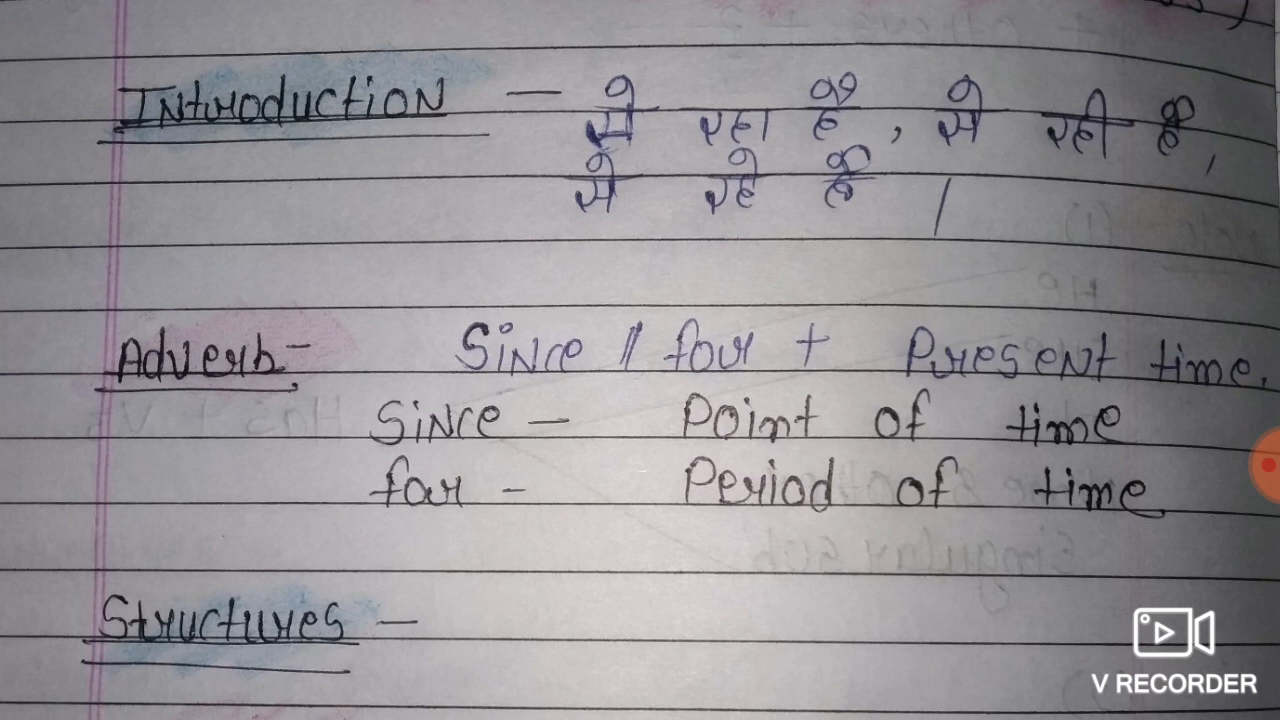 Introduction — से रहा है, से रही है,
से रहे हैं |
Adverb:- Since // for + Present time.
Since — Point of time
for - Period of time
Structures —
V RECORDER